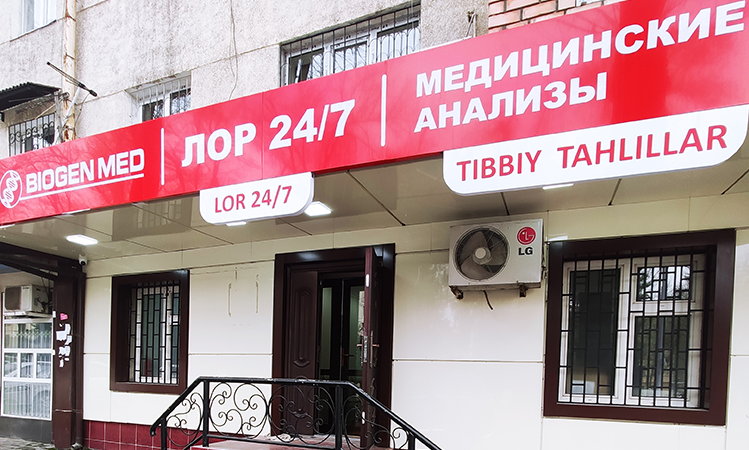 BIOGEN MED
ЛОР 24/7
LOR 24/7
МЕДИЦИНСКИЕ
АНАЛИЗЫ
TIBBIY TAHLILLAR
LG